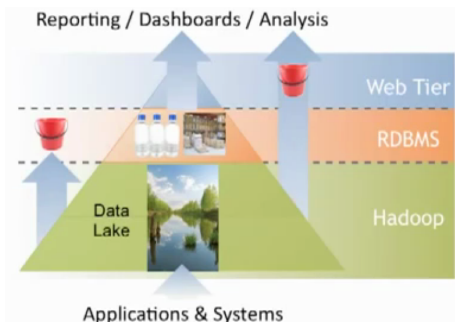 Reporting / Dashboards / Analysis
Web Tier
RDBMS
Data
Lake
Hadoop
Applications & Systems